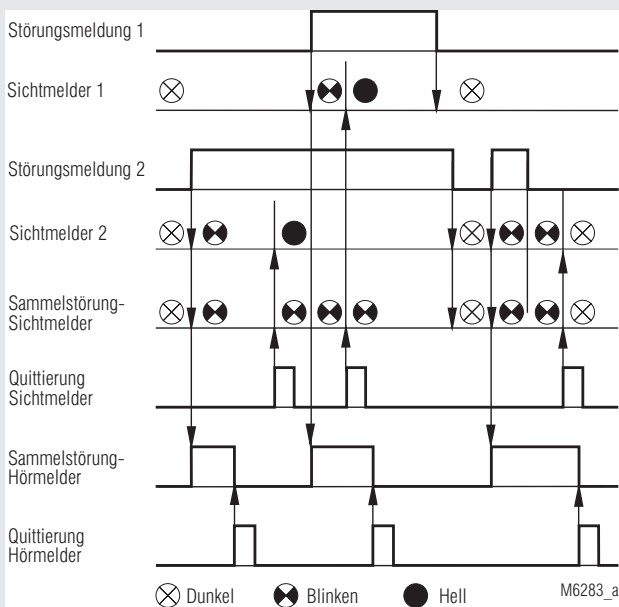 Störungsmeldung 1
Sichtmelder 1
Störungsmeldung 2
Sichtmelder 2
Sammelstörung-
Sichtmelder
Quittierung
Sichtmelder
Sammelstörung-
Hörmelder
Quittierung
Hörmelder
Dunkel Blinken Hell M6283_a